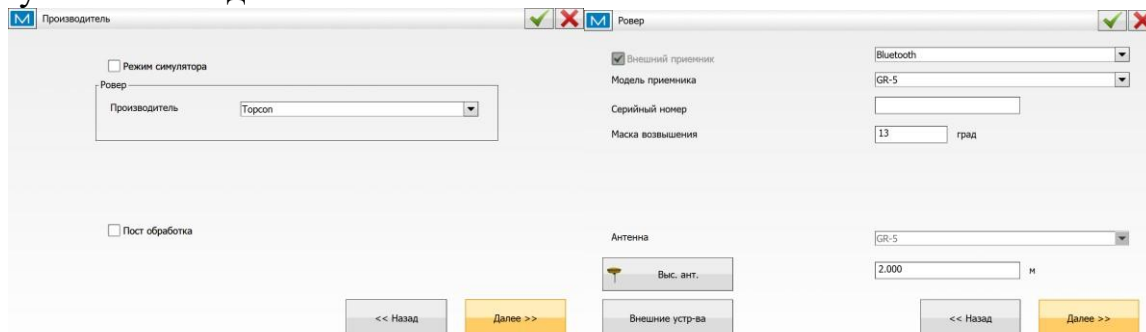 Производитель
Режим симулятора
Ровер
Производитель
Topcon
Пост обработка
<< Назад
Далее >>
Ровер
Внешний приемник
Bluetooth
Модель приемника
GR-5
Серийный номер
Маска возвышения
13
град
Антенна
GR-5
Выс. ант.
2.000
м
Внешние устр-ва
<< Назад
Далее >>